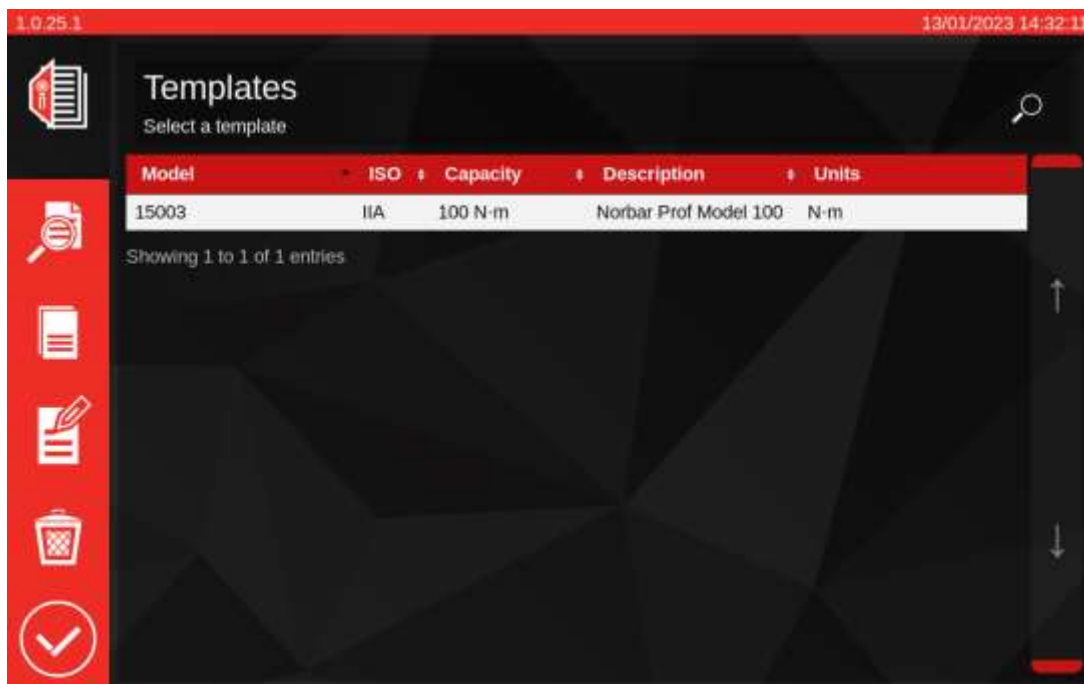 1.0.25.1 13/01/2023 14:32:11
Templates
Select a template
Model ISO Capacity Description Units
15003 IIA 100 N·m Norbar Prof Model 100 N·m
Showing 1 to 1 of 1 entries